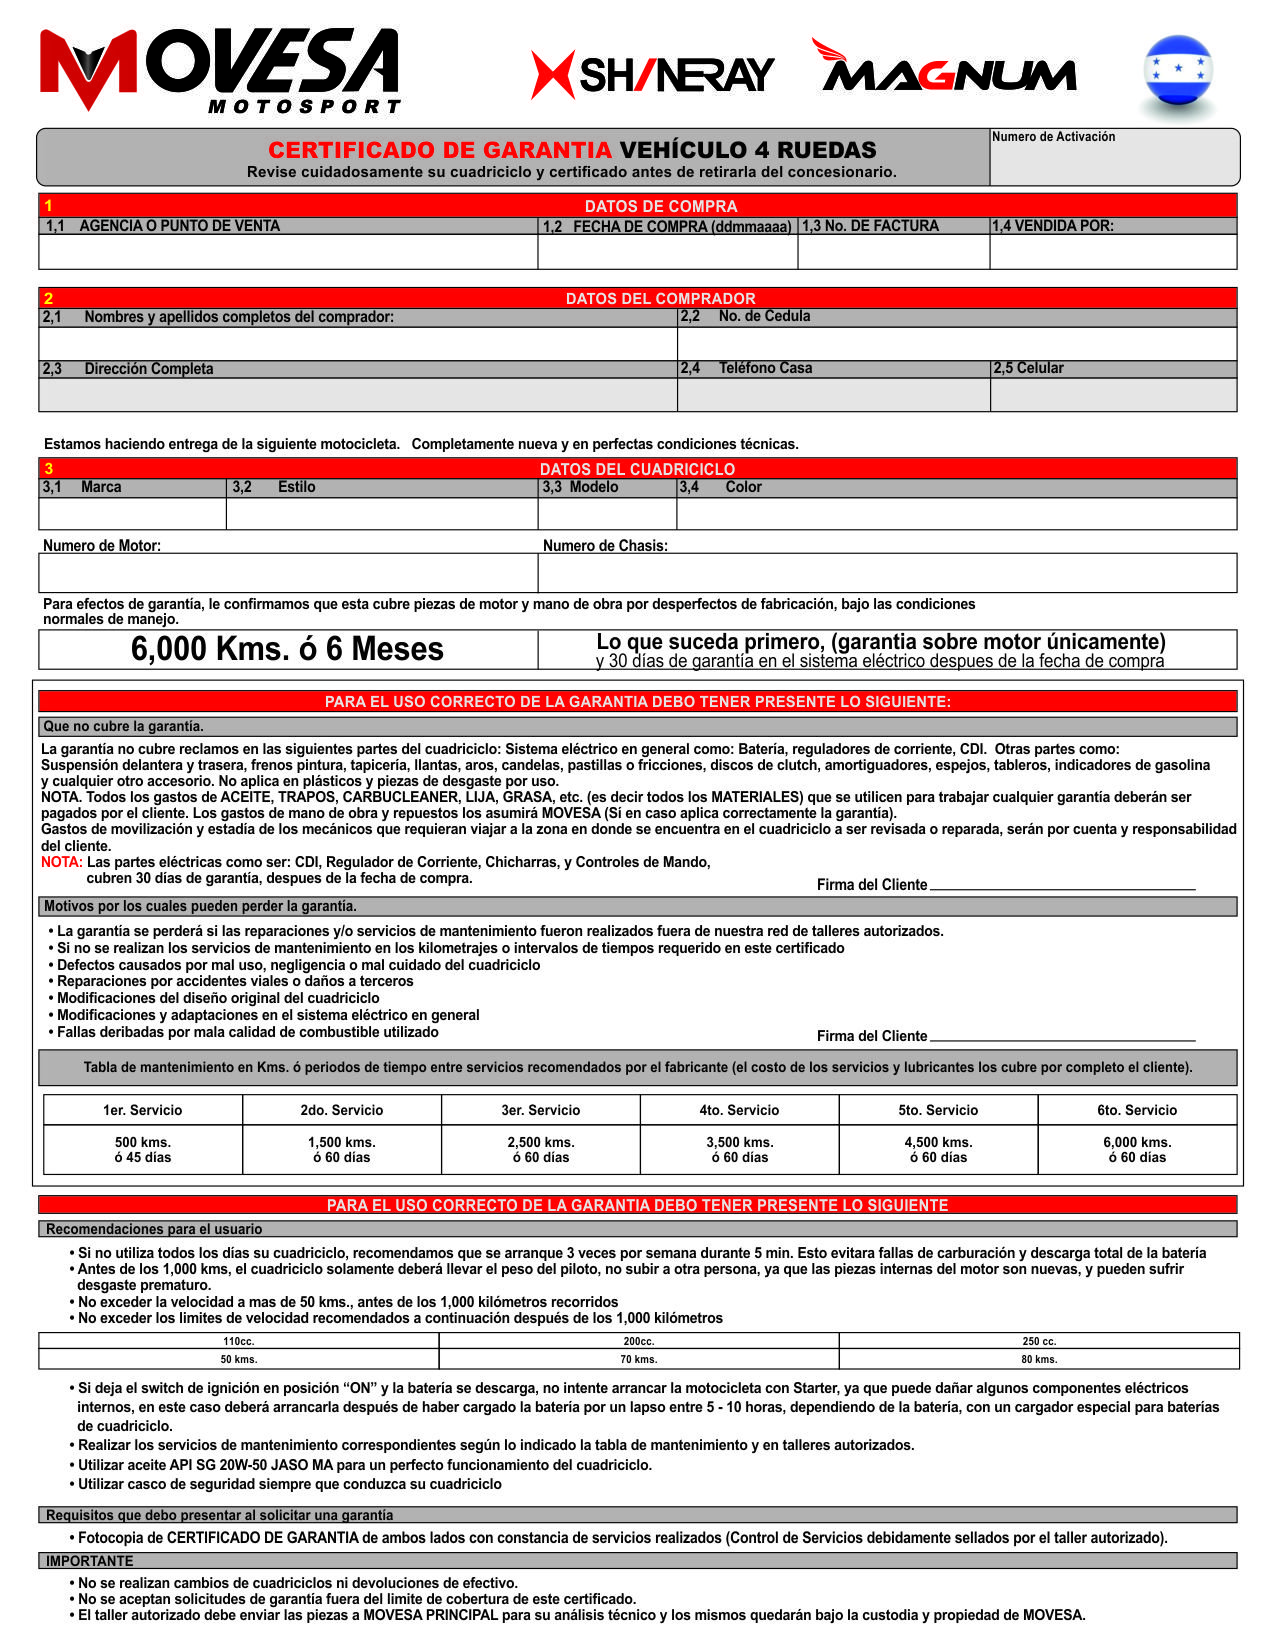 MOVESA
MOTOSPORT
SHINERAY
MAGNUM
CERTIFICADO DE GARANTIA VEHÍCULO 4 RUEDAS
Revise cuidadosamente su cuadriciclo y certificado antes de retirarla del concesionario.
Numero de Activación
1 DATOS DE COMPRA
1,1 AGENCIA O PUNTO DE VENTA 1,2 FECHA DE COMPRA (ddmmaaaa) 1,3 No. DE FACTURA 1,4 VENDIDA POR:
2 DATOS DEL COMPRADOR
2,1 Nombres y apellidos completos del comprador: 2,2 No. de Cedula
2,3 Dirección Completa 2,4 Teléfono Casa 2,5 Celular
Estamos haciendo entrega de la siguiente motocicleta. Completamente nueva y en perfectas condiciones técnicas.
3 DATOS DEL CUADRICICLO
3,1 Marca 3,2 Estilo 3,3 Modelo 3,4 Color
Numero de Motor: Numero de Chasis:
Para efectos de garantía, le confirmamos que esta cubre piezas de motor y mano de obra por desperfectos de fabricación, bajo las condiciones
normales de manejo.
6,000 Kms. ó 6 Meses
Lo que suceda primero, (garantia sobre motor únicamente)
y 30 días de garantía en el sistema eléctrico despues de la fecha de compra
PARA EL USO CORRECTO DE LA GARANTIA DEBO TENER PRESENTE LO SIGUIENTE:
Que no cubre la garantía.
La garantía no cubre reclamos en las siguientes partes del cuadriciclo: Sistema eléctrico en general como: Batería, reguladores de corriente, CDI. Otras partes como:
Suspensión delantera y trasera, frenos pintura, tapicería, llantas, aros, candelas, pastillas o fricciones, discos de clutch, amortiguadores, espejos, tableros, indicadores de gasolina
y cualquier otro accesorio. No aplica en plásticos y piezas de desgaste por uso.
NOTA. Todos los gastos de ACEITE, TRAPOS, CARBUCLEANER, LIJA, GRASA, etc. (es decir todos los MATERIALES) que se utilicen para trabajar cualquier garantía deberán ser
pagados por el cliente. Los gastos de mano de obra y repuestos los asumirá MOVESA (Sí en caso aplica correctamente la garantía).
Gastos de movilización y estadía de los mecánicos que requieran viajar a la zona en donde se encuentra en el cuadriciclo a ser revisada o reparada, serán por cuenta y responsabilidad
del cliente.
NOTA: Las partes eléctricas como ser: CDI, Regulador de Corriente, Chicharras, y Controles de Mando,
cubren 30 días de garantía, despues de la fecha de compra.
Firma del Cliente
Motivos por los cuales pueden perder la garantía.
• La garantía se perderá si las reparaciones y/o servicios de mantenimiento fueron realizados fuera de nuestra red de talleres autorizados.
• Si no se realizan los servicios de mantenimiento en los kilometrajes o intervalos de tiempos requerido en este certificado
• Defectos causados por mal uso, negligencia o mal cuidado del cuadriciclo
• Reparaciones por accidentes viales o daños a terceros
• Modificaciones del diseño original del cuadriciclo
• Modificaciones y adaptaciones en el sistema eléctrico en general
• Fallas deribadas por mala calidad de combustible utilizado
Firma del Cliente
Tabla de mantenimiento en Kms. ó periodos de tiempo entre servicios recomendados por el fabricante (el costo de los servicios y lubricantes los cubre por completo el cliente).
1er. Servicio 2do. Servicio 3er. Servicio 4to. Servicio 5to. Servicio 6to. Servicio
500 kms. 1,500 kms. 2,500 kms. 3,500 kms. 4,500 kms. 6,000 kms.
ó 45 días ó 60 días ó 60 días ó 60 días ó 60 días ó 60 días
PARA EL USO CORRECTO DE LA GARANTIA DEBO TENER PRESENTE LO SIGUIENTE
Recomendaciones para el usuario
• Si no utiliza todos los días su cuadriciclo, recomendamos que se arranque 3 veces por semana durante 5 min. Esto evitara fallas de carburación y descarga total de la batería
• Antes de los 1,000 kms, el cuadriciclo solamente deberá llevar el peso del piloto, no subir a otra persona, ya que las piezas internas del motor son nuevas, y pueden sufrir
desgaste prematuro.
• No exceder la velocidad a mas de 50 kms., antes de los 1,000 kilómetros recorridos
• No exceder los limites de velocidad recomendados a continuación después de los 1,000 kilómetros
110cc. 200cc. 250 cc.
50 kms. 70 kms. 80 kms.
• Si deja el switch de ignición en posición “ON” y la batería se descarga, no intente arrancar la motocicleta con Starter, ya que puede dañar algunos componentes eléctricos
internos, en este caso deberá arrancarla después de haber cargado la batería por un lapso entre 5 - 10 horas, dependiendo de la batería, con un cargador especial para baterías
de cuadriciclo.
• Realizar los servicios de mantenimiento correspondientes según lo indicado la tabla de mantenimiento y en talleres autorizados.
• Utilizar aceite API SG 20W-50 JASO MA para un perfecto funcionamiento del cuadriciclo.
• Utilizar casco de seguridad siempre que conduzca su cuadriciclo
Requisitos que debo presentar al solicitar una garantía
• Fotocopia de CERTIFICADO DE GARANTIA de ambos lados con constancia de servicios realizados (Control de Servicios debidamente sellados por el taller autorizado).
IMPORTANTE
• No se realizan cambios de cuadriciclos ni devoluciones de efectivo.
• No se aceptan solicitudes de garantía fuera del limite de cobertura de este certificado.
• El taller autorizado debe enviar las piezas a MOVESA PRINCIPAL para su análisis técnico y los mismos quedarán bajo la custodia y propiedad de MOVESA.